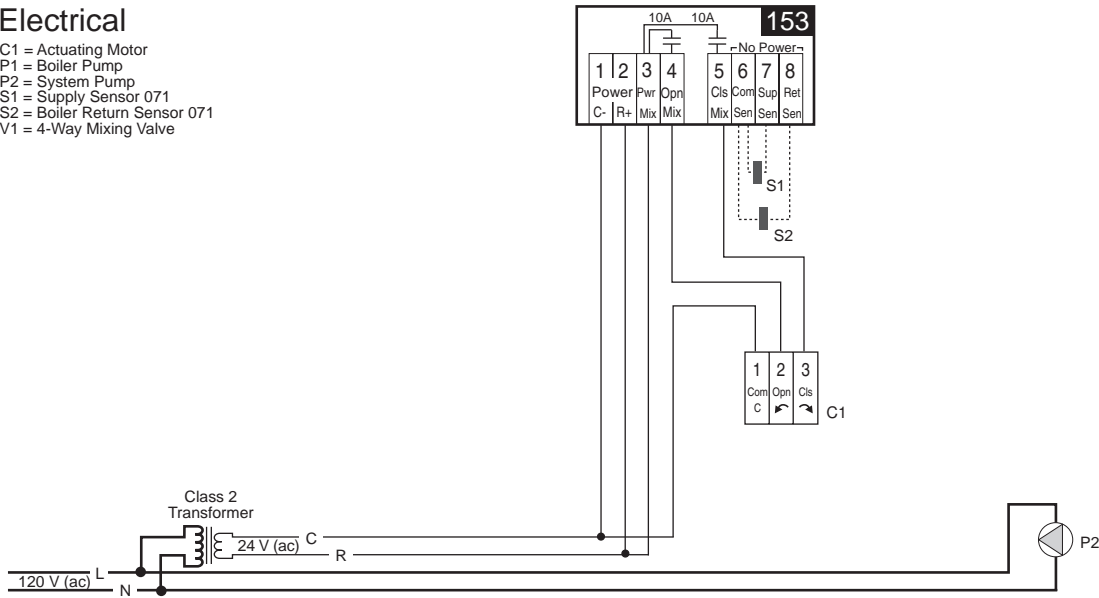 Electrical
C1 = Actuating Motor
P1 = Boiler Pump
P2 = System Pump
S1 = Supply Sensor 071
S2 = Boiler Return Sensor 071
V1 = 4-Way Mixing Valve
10A 10A 153
No Power
1 2 3 4 5 6 7 8
Power Pwr Opn Cls Com Sup Ret
C- R+ Mix Mix Mix Sen Sen Sen
S1
S2
1 2 3
Com Opn Cls
C
C1
Class 2
Transformer
24 V (ac) C
R
P2
120 V (ac) L
N